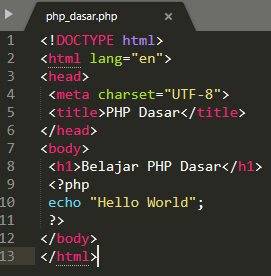 php_dasar.php ×
1 <!DOCTYPE html>
2 <html lang="en">
3 <head>
4 <meta charset="UTF-8">
5 <title>PHP Dasar</title>
6 </head>
7 <body>
8 <h1>Belajar PHP Dasar</h1>
9 <?php
10 echo "Hello World";
11 ?>
12 </body>
13 </html>